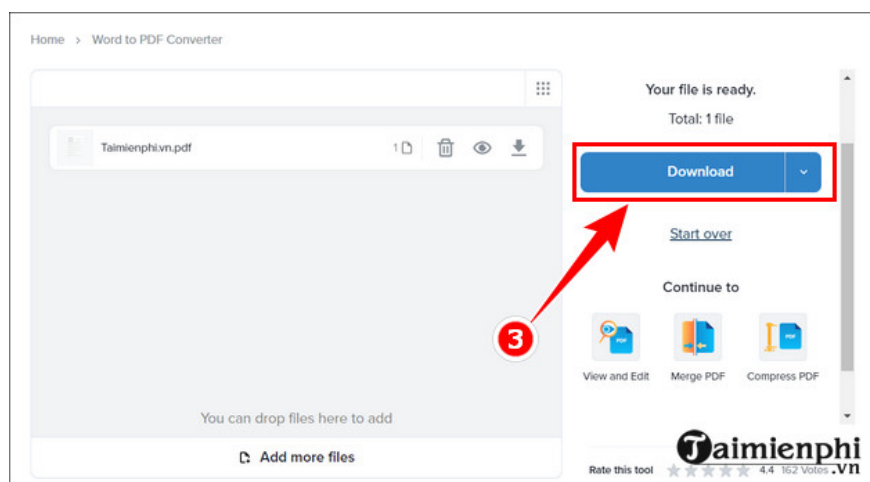 Home > Word to PDF Converter
Taimienphi.vn.pdf
1
You can drop files here to add
Add more files
Your file is ready.
Total: 1 file
Download
Start over
3
Continue to
PDF
PDF
View and Edit
Merge PDF
Compress PDF
Rate this tool
4.4 162 Votes
Taimienphi
.vn